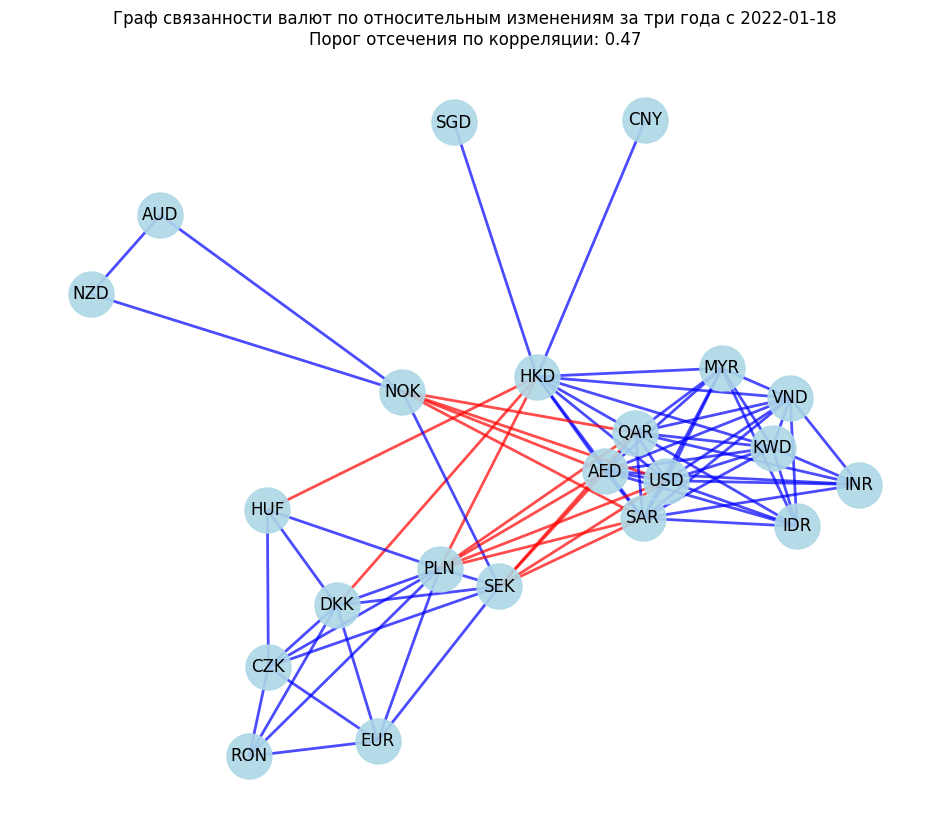 Граф связанности валют по относительным изменениям за три года с 2022-01-18
Порог отсечения по корреляции: 0.47
SGD
CNY
AUD
NZD
MYR
HKD
NOK
VND
QAR
KWD
AED
USD
INR
HUF
SAR
IDR
PLN
SEK
DKK
CZK
EUR
RON